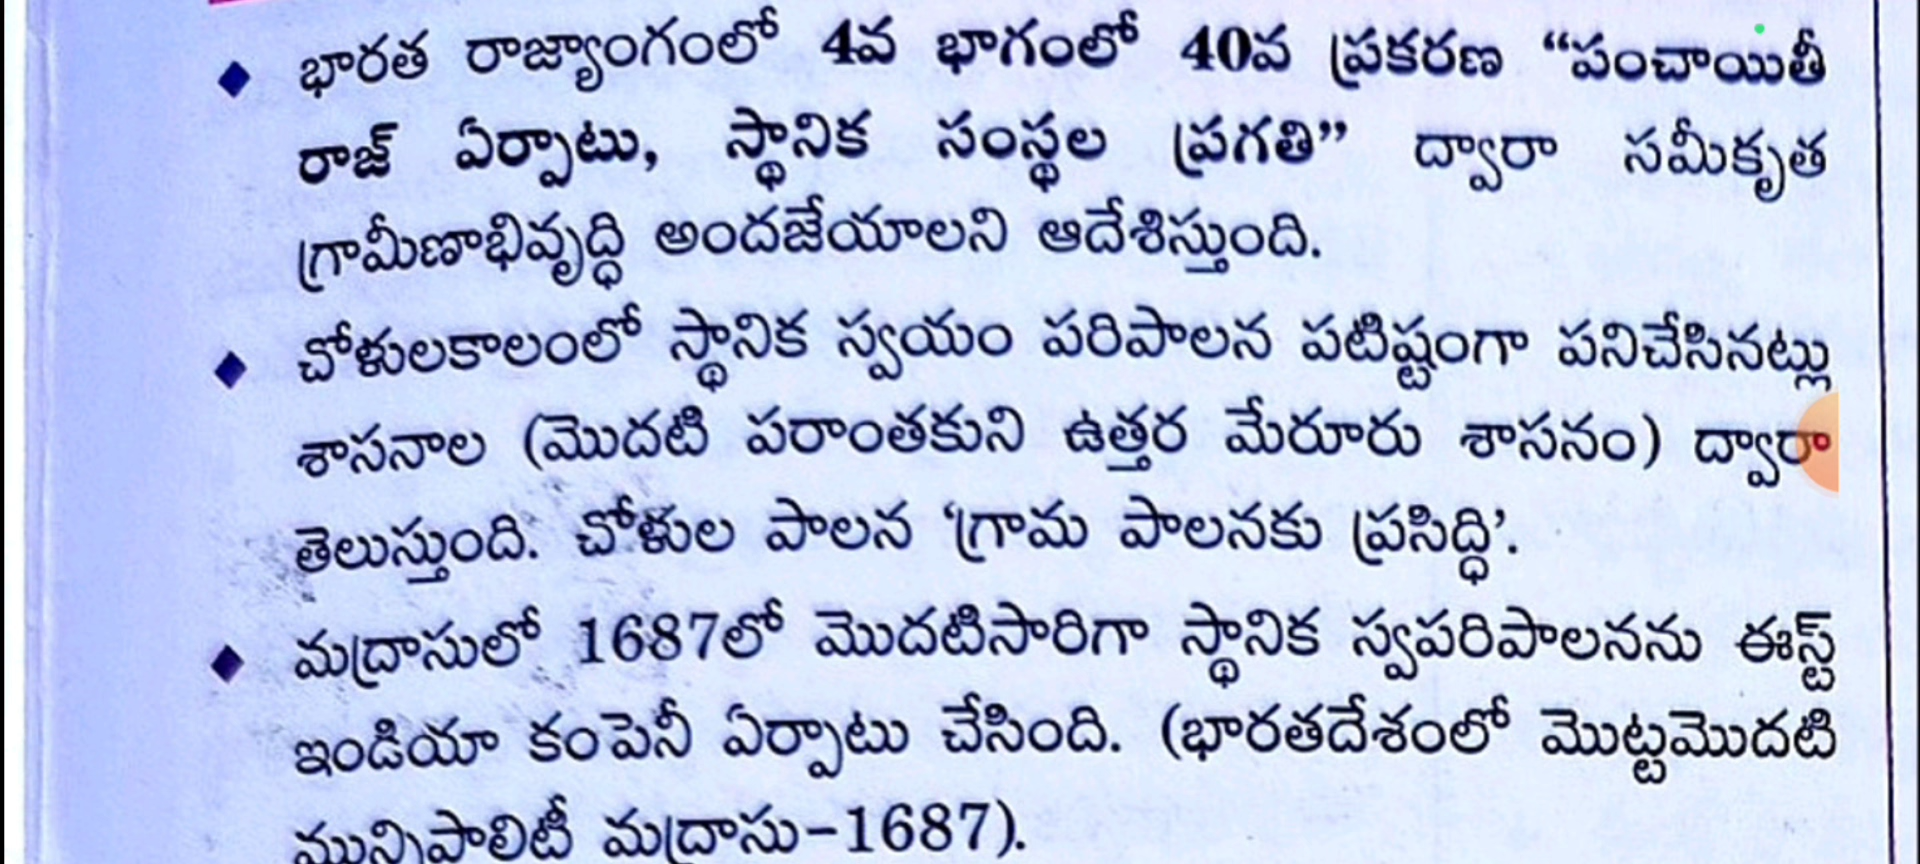 ◆ భారత రాజ్యాంగంలో 4వ భాగంలో 40వ ప్రకరణ “పంచాయితీ
రాజ్ ఏర్పాటు, స్థానిక సంస్థల ప్రగతి” ద్వారా సమీకృత
గ్రామీణాభివృద్ధి అందజేయాలని ఆదేశిస్తుంది.
◆ చోళులకాలంలో స్థానిక స్వయం పరిపాలన పటిష్టంగా పనిచేసినట్లు
శాసనాల (మొదటి పరాంతకుని ఉత్తర మేరూరు శాసనం) ద్వారా
తెలుస్తుంది. చోళుల పాలన ‘గ్రామ పాలనకు ప్రసిద్ధి’.
◆ మద్రాసులో 1687లో మొదటిసారిగా స్థానిక స్వపరిపాలనను ఈస్ట్
ఇండియా కంపెనీ ఏర్పాటు చేసింది. (భారతదేశంలో మొట్టమొదటి
మున్సిపాలిటీ మద్రాసు-1687).